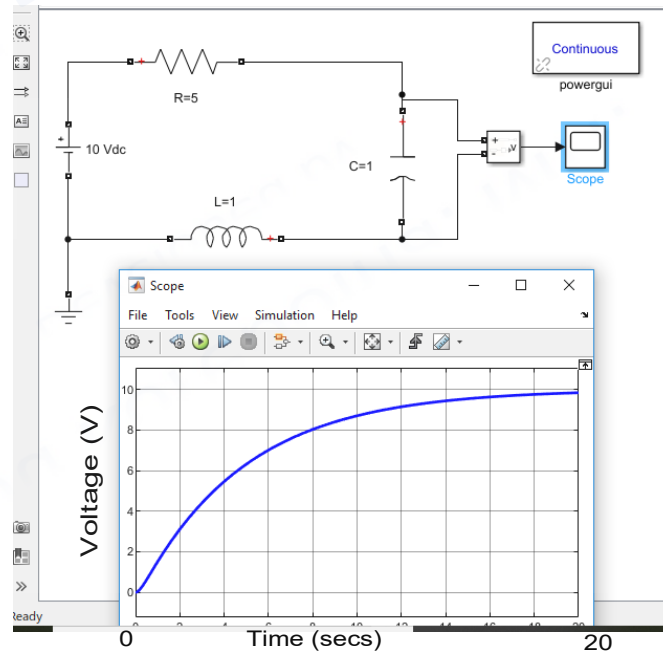 Continuous
powergui
R=5
10 Vdc
C=1
+
-
v
Scope
L=1
Scope
File Tools View Simulation Help
10
8
6
4
2
0
Voltage (V)
Ready
0 Time (secs) 20